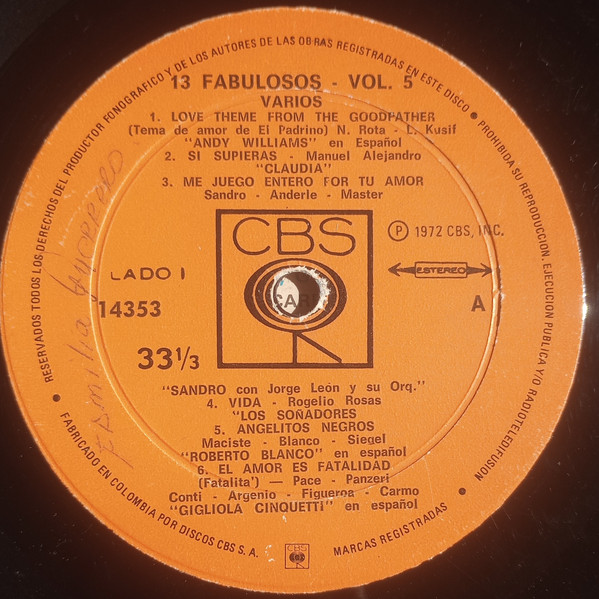 RESERVADOS TODOS LOS DERECHOS DEL PRODUCTOR FONOGRAFICO Y DE LOS AUTORES DE LAS OBRAS REGISTRADAS EN ESTE DISCO • PROHIBIDA SU REPRODUCCION, EJECUCION PUBLICA Y/O RADIOTELEDIFUSION
13 FABULOSOS - VOL. 5
VARIOS
1. LOVE THEME FROM THE GOODPATHER
(Tema de amor de El Padrino) N. Rota - L. Kusif
"ANDY WILLIAMS" en Español
2. SI SUPIERAS - Manuel Alejandro
"CLAUDIA"
3. ME JUEGO ENTERO FOR TU AMOR
Sandro - Anderle - Master
CBS
℗ 1972 CBS, INC.
LADO I
ESTEREO
14353
A
33⅓
"SANDRO con Jorge León y su Orq."
4. VIDA - Rogelio Rosas
"LOS SOÑADORES
5. ANGELITOS NEGROS
Maciste - Blanco - Siegel
"ROBERTO BLANCO" en español
6. EL AMOR ES FATALIDAD
(Fatalita') — Pace - Panzeri
Conti - Argenio - Figueroa - Carmo
"GIGLIOLA CINQUETTI" en español
FABRICADO EN COLOMBIA POR DISCOS CBS S. A.
CBS
MARCAS REGISTRADAS
Familia